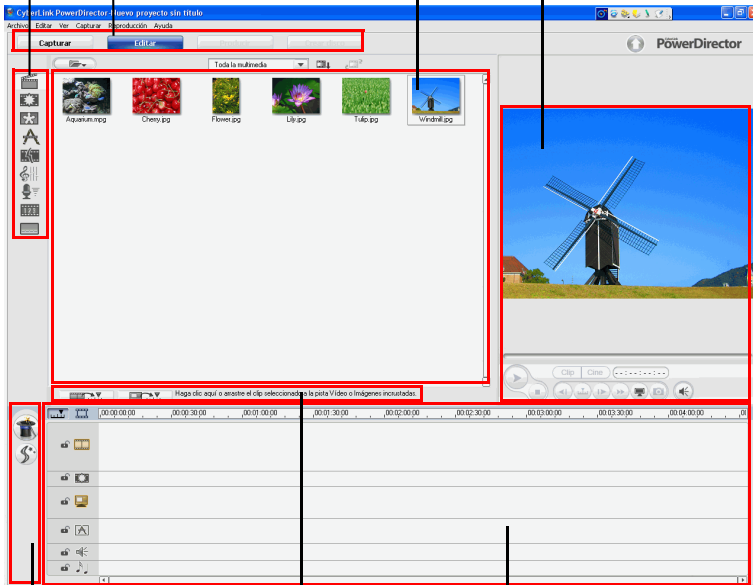 CyberLink PowerDirector-Nuevo proyecto sin título
Archivo Editar Ver Capturar Reproducción Ayuda
Capturar Editar
CyberLink
PowerDirector
Toda la multimedia
Aquarium.mpg Cherry.jpg Flower.jpg Lily.jpg Tulip.jpg Windmill.jpg
Clip Cine --:--:--:--
Haga clic aquí o arrastre el clip seleccionado a la pista Vídeo o Imágenes incrustadas.
00:00:00:00 00:00:30:00 00:01:00:00 00:01:30:00 00:02:00:00 00:02:30:00 00:03:00:00 00:03:30:00 00:04:00:00